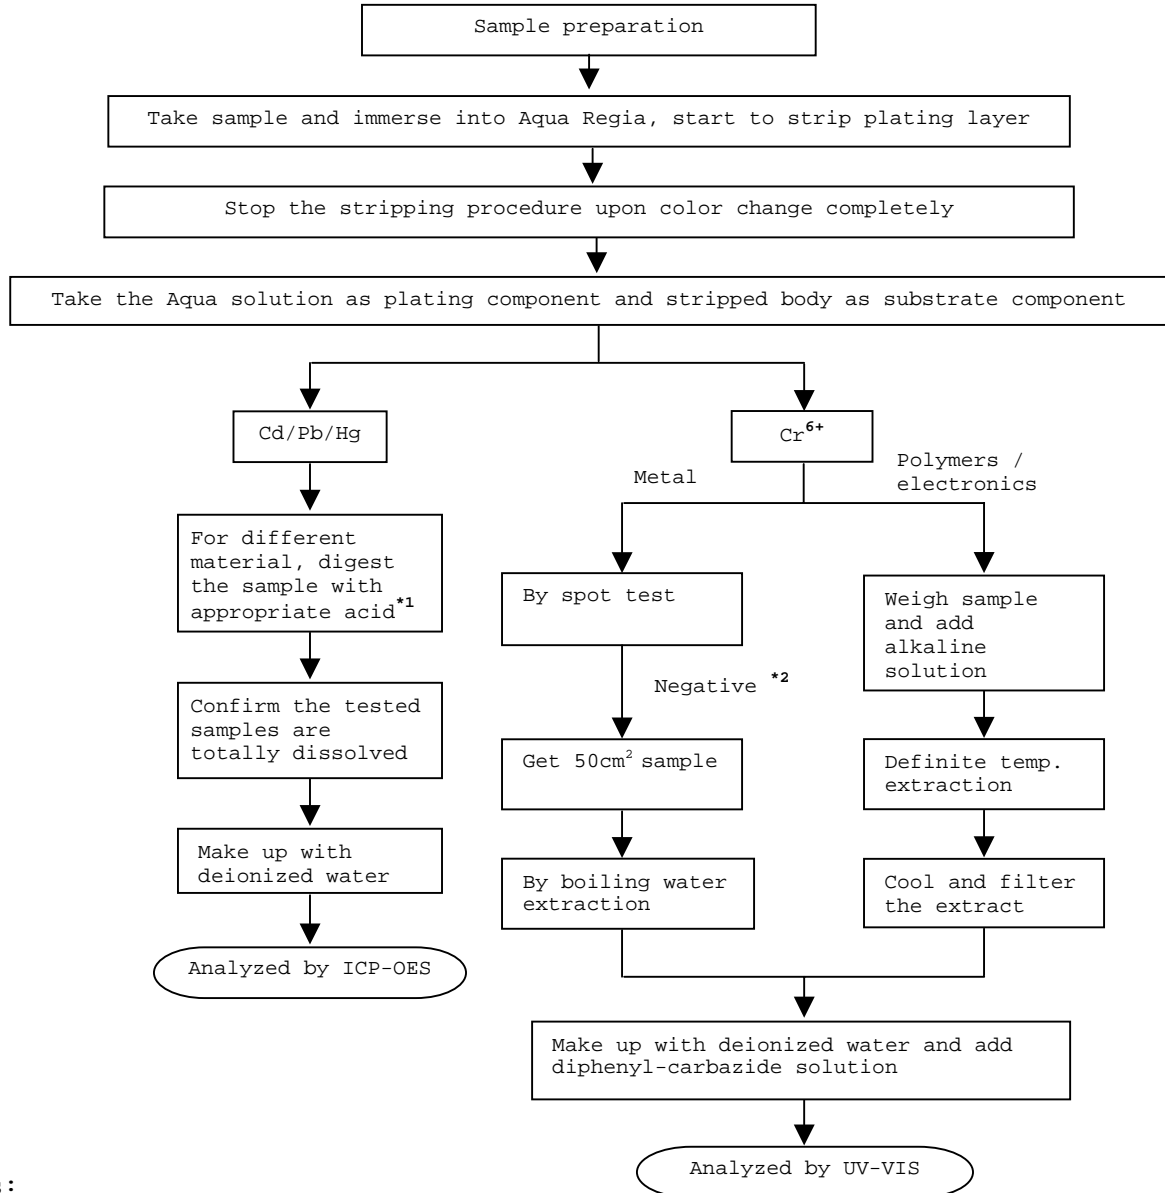 Sample preparation
Take sample and immerse into Aqua Regia, start to strip plating layer
Stop the stripping procedure upon color change completely
Take the Aqua solution as plating component and stripped body as substrate component
Cd/Pb/Hg
Cr6+
Metal
Polymers /
electronics
For different
material, digest
the sample with
appropriate acid*1
By spot test
Weigh sample
and add
alkaline
solution
Negative *2
Confirm the tested
samples are
totally dissolved
Get 50cm2 sample
Definite temp.
extraction
Make up with
deionized water
By boiling water
extraction
Cool and filter
the extract
Analyzed by ICP-OES
Make up with deionized water and add
diphenyl-carbazide solution
Analyzed by UV-VIS